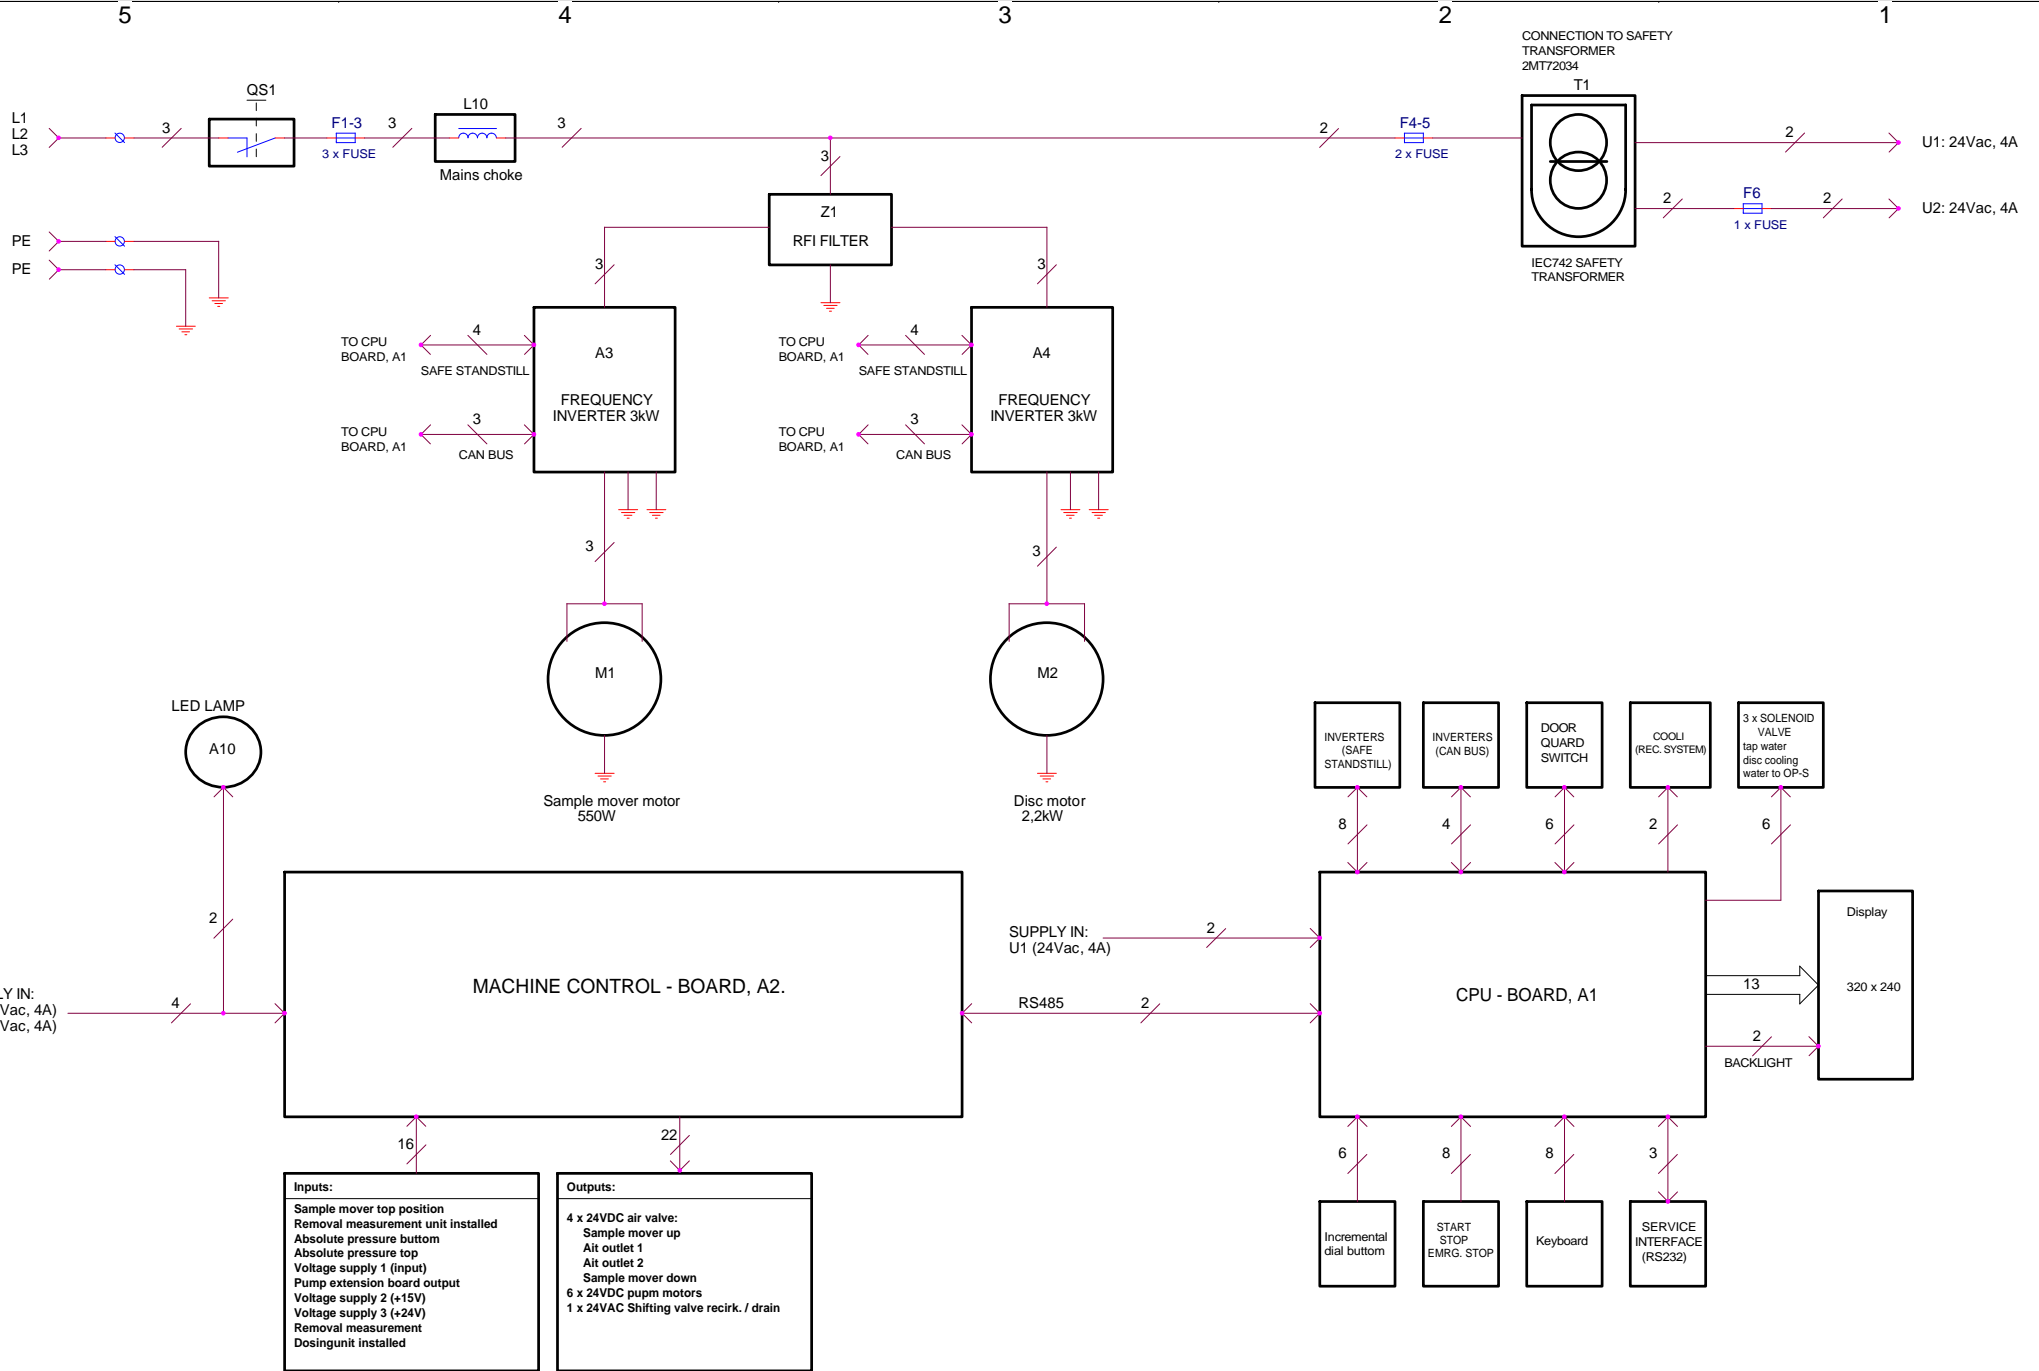 5
4
3
2
1
CONNECTION TO SAFETY
TRANSFORMER
2MT72034
T1
QS1
L10
L1
L2
L3
3
F1-3
3 x FUSE
3
3
Mains choke
2
F4-5
2 x FUSE
2
U1: 24Vac, 4A
3
Z1
RFI FILTER
2
F6
1 x FUSE
2
U2: 24Vac, 4A
PE
PE
IEC742 SAFETY
TRANSFORMER
3
3
TO CPU
BOARD, A1
4
SAFE STANDSTILL
A3
FREQUENCY
INVERTER 3kW
TO CPU
BOARD, A1
3
CAN BUS
TO CPU
BOARD, A1
4
SAFE STANDSTILL
A4
FREQUENCY
INVERTER 3kW
TO CPU
BOARD, A1
3
CAN BUS
3
3
M1
M2
Sample mover motor
550W
Disc motor
2,2kW
LED LAMP
A10
2
INVERTERS
(SAFE
STANDSTILL)
INVERTERS
(CAN BUS)
DOOR
QUARD
SWITCH
COOLI
(REC. SYSTEM)
3 x SOLENOID
VALVE
tap water
disc cooling
water to OP-S
8
4
6
2
6
LY IN:
Vac, 4A)
Vac, 4A)
4
MACHINE CONTROL - BOARD, A2.
SUPPLY IN:
U1 (24Vac, 4A)
2
RS485
2
CPU - BOARD, A1
13
2
BACKLIGHT
Display
320 x 240
16
22
6
8
8
3
Inputs:
Sample mover top position
Removal measurement unit installed
Absolute pressure buttom
Absolute pressure top
Voltage supply 1 (input)
Pump extension board output
Voltage supply 2 (+15V)
Voltage supply 3 (+24V)
Removal measurement
Dosingunit installed
Outputs:
4 x 24VDC air valve:
Sample mover up
Ait outlet 1
Ait outlet 2
Sample mover down
6 x 24VDC pupm motors
1 x 24VAC Shifting valve recirk. / drain
Incremental
dial buttom
START
STOP
EMRG. STOP
Keyboard
SERVICE
INTERFACE
(RS232)